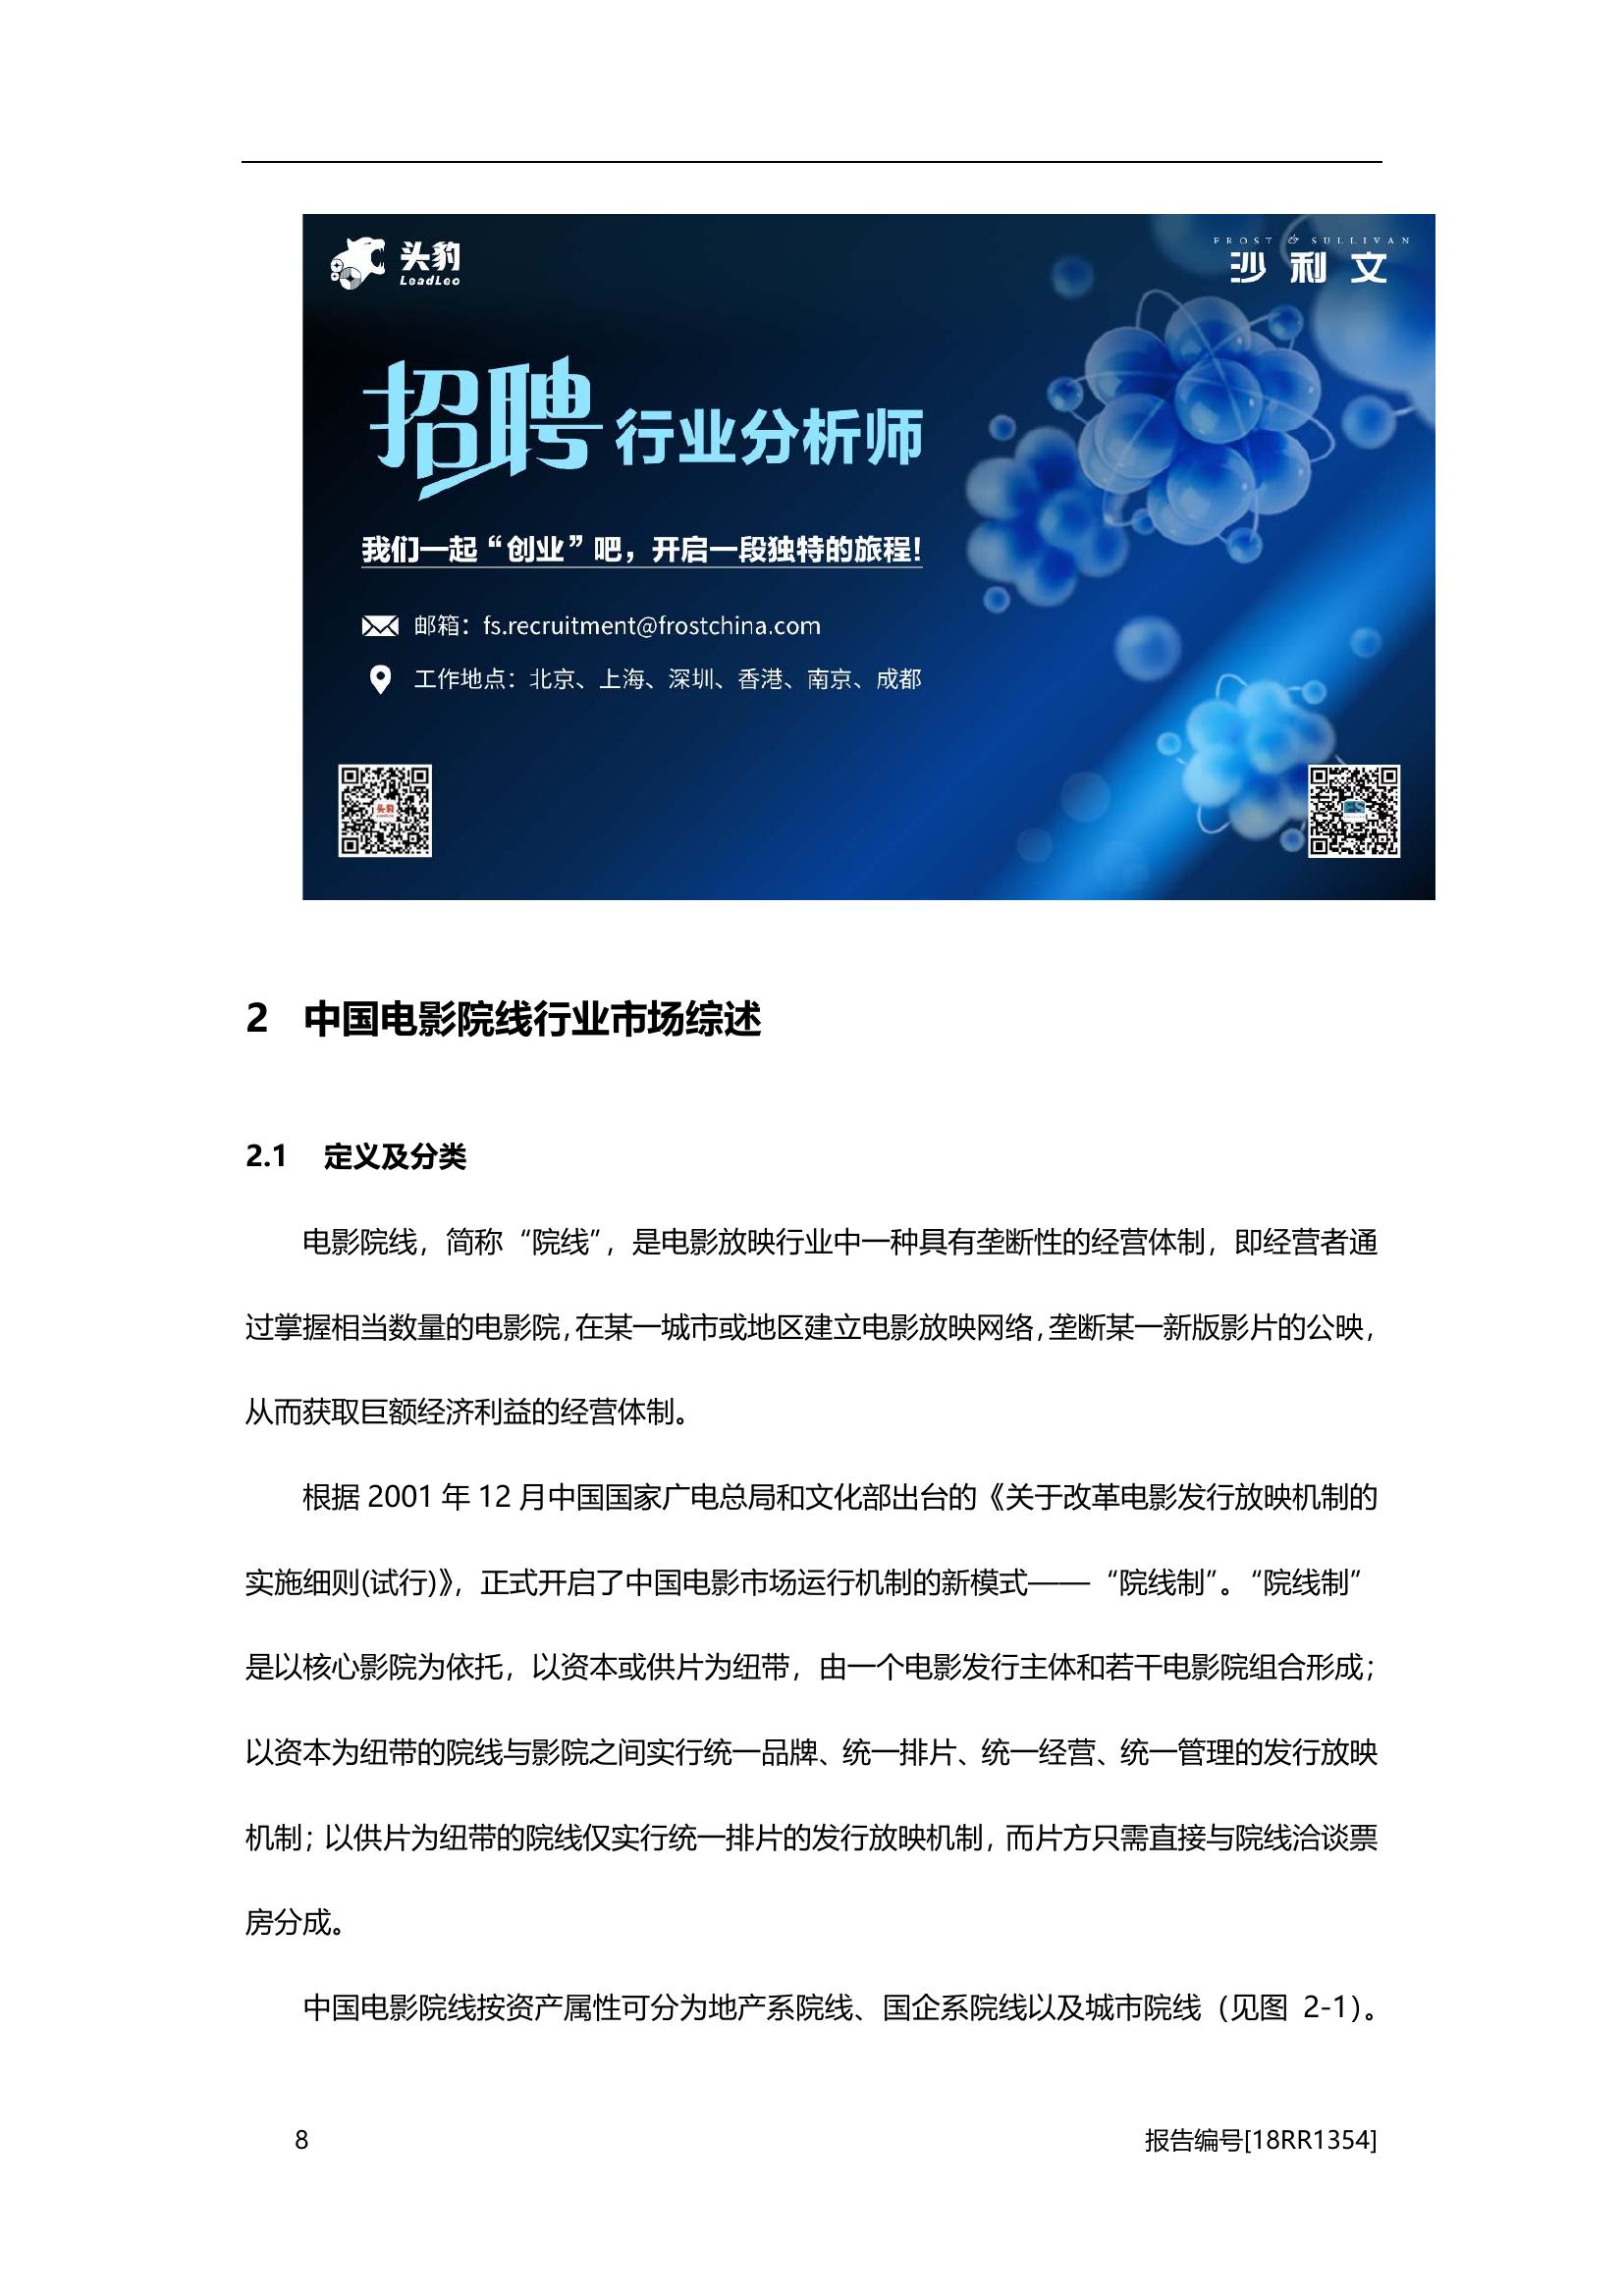 头豹
LeadLeo
FROST & SULLIVAN
沙利文
招聘行业分析师
我们一起“创业”吧，开启一段独特的旅程！
邮箱：fs.recruitment@frostchina.com
工作地点：北京、上海、深圳、香港、南京、成都
头豹
2 中国电影院线行业市场综述
2.1 定义及分类
电影院线，简称“院线”，是电影放映行业中一种具有垄断性的经营体制，即经营者通
过掌握相当数量的电影院，在某一城市或地区建立电影放映网络，垄断某一新版影片的公映，
从而获取巨额经济利益的经营体制。
根据 2001 年 12 月中国国家广电总局和文化部出台的《关于改革电影发行放映机制的
实施细则(试行)》，正式开启了中国电影市场运行机制的新模式——“院线制”。“院线制”
是以核心影院为依托，以资本或供片为纽带，由一个电影发行主体和若干电影院组合形成；
以资本为纽带的院线与影院之间实行统一品牌、统一排片、统一经营、统一管理的发行放映
机制；以供片为纽带的院线仅实行统一排片的发行放映机制，而片方只需直接与院线洽谈票
房分成。
中国电影院线按资产属性可分为地产系院线、国企系院线以及城市院线（见图 2-1）。
8 报告编号[18RR1354]